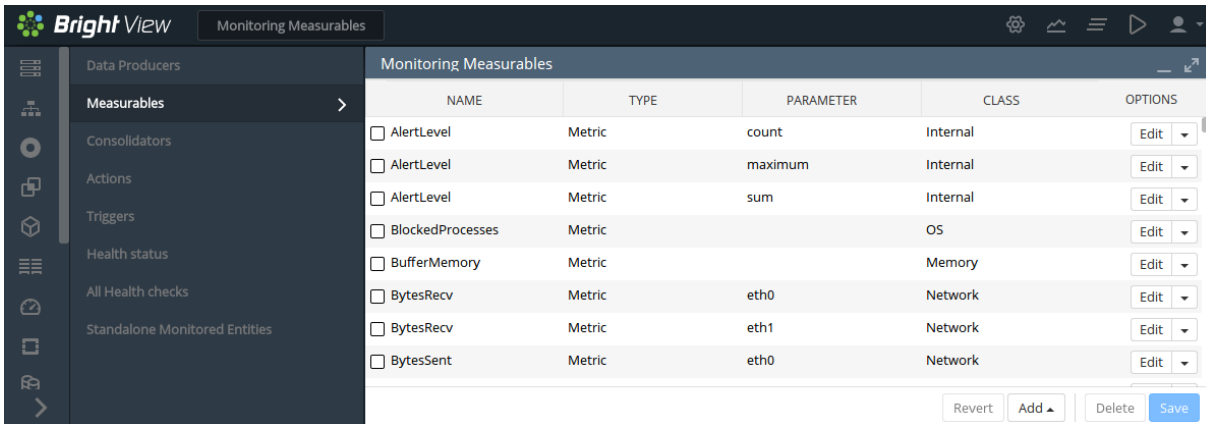 Bright View Monitoring Measurables
Data Producers
Measurables
Consolidators
Actions
Triggers
Health status
All Health checks
Standalone Monitored Entities
Monitoring Measurables
NAME TYPE PARAMETER CLASS OPTIONS
AlertLevel Metric count Internal Edit
AlertLevel Metric maximum Internal Edit
AlertLevel Metric sum Internal Edit
BlockedProcesses Metric OS Edit
BufferMemory Metric Memory Edit
BytesRecv Metric eth0 Network Edit
BytesRecv Metric eth1 Network Edit
BytesSent Metric eth0 Network Edit
Revert Add Delete Save